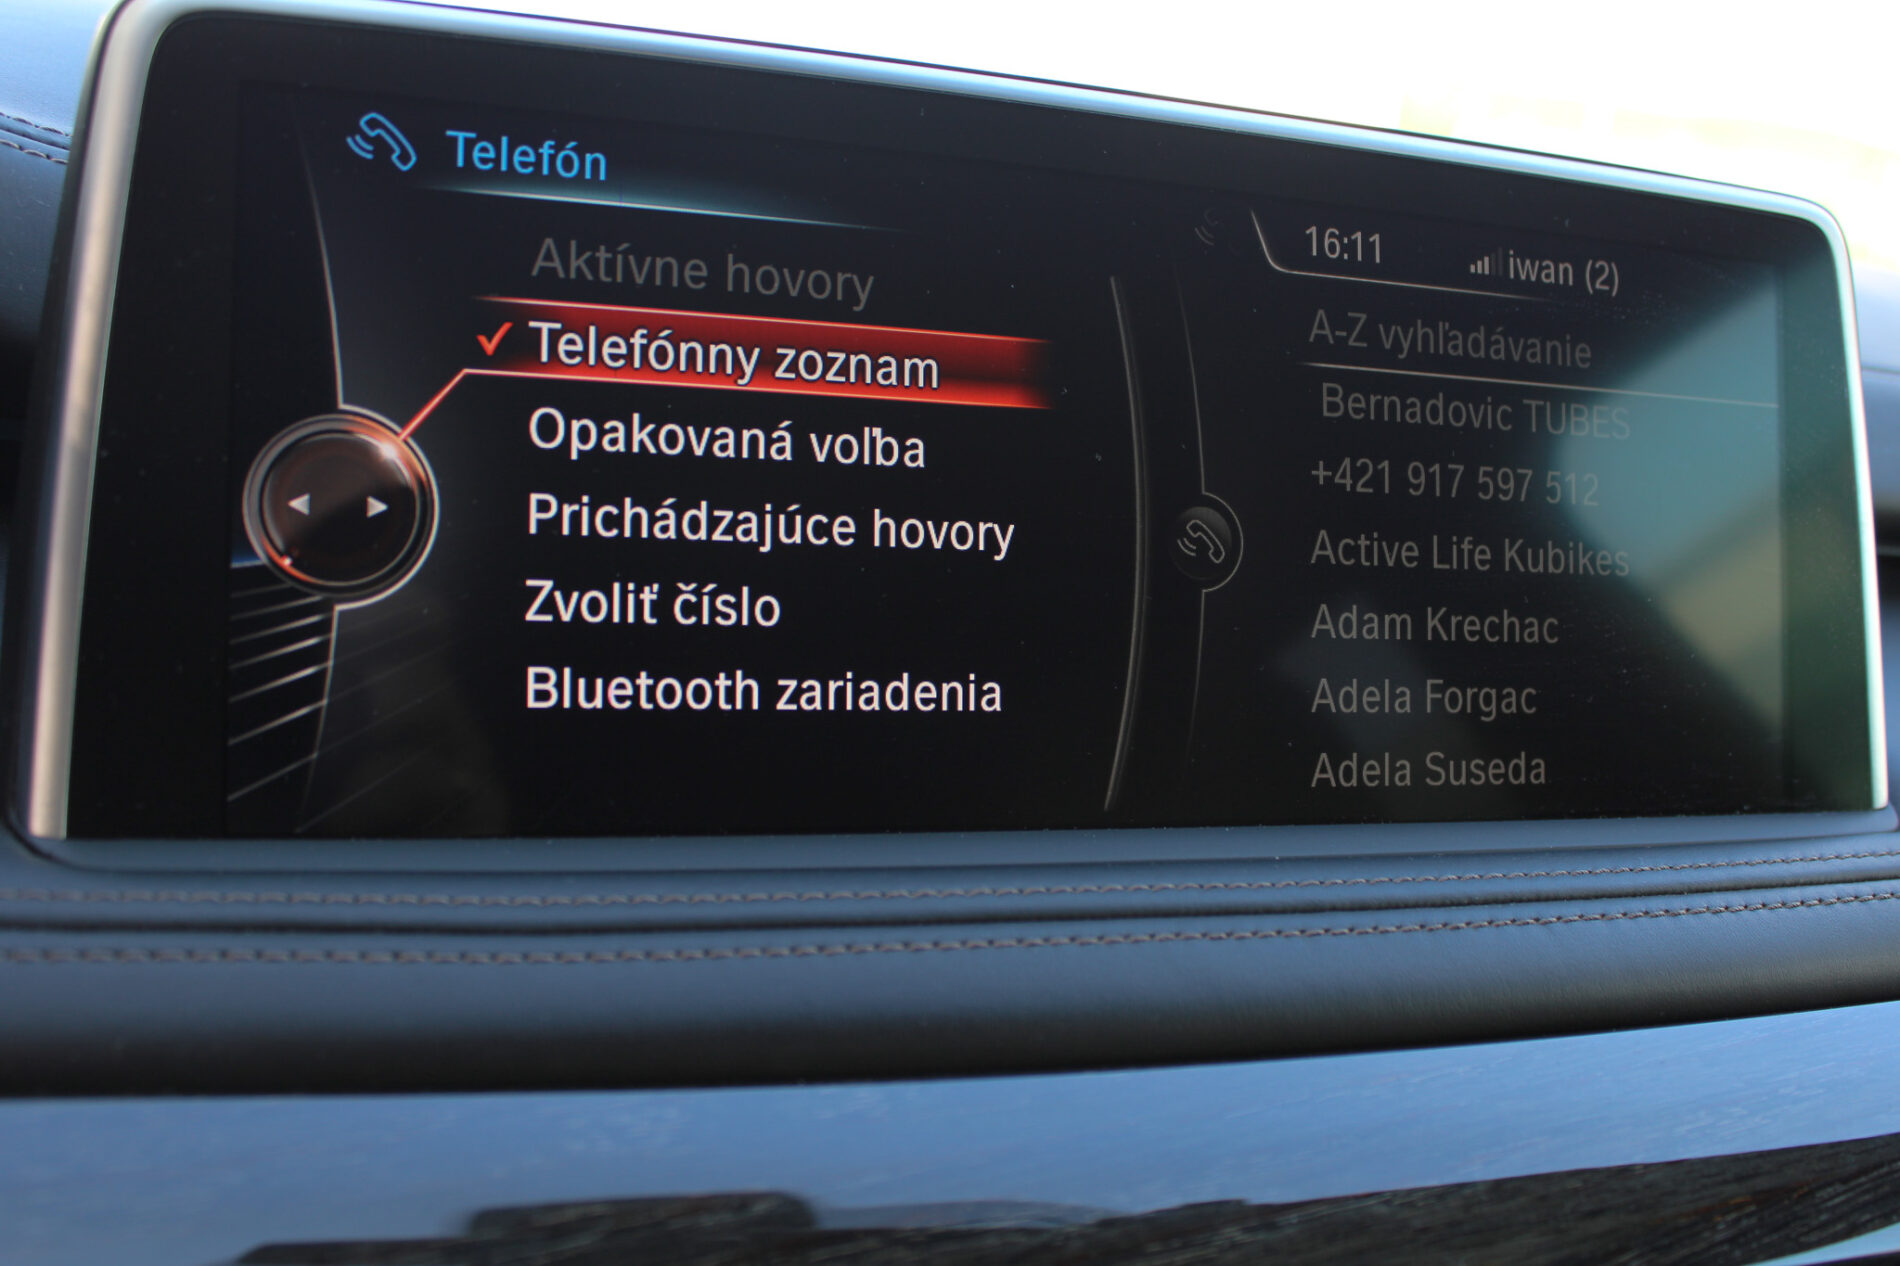 Telefón
Aktívne hovory
Telefónny zoznam
Opakovaná voľba
Prichádzajúce hovory
Zvoliť číslo
Bluetooth zariadenia
16:11 iwan (2)
A-Z vyhľadávanie
Bernadovic TUBES
+421 917 597 512
Active Life Kubikes
Adam Krechac
Adela Forgac
Adela Suseda